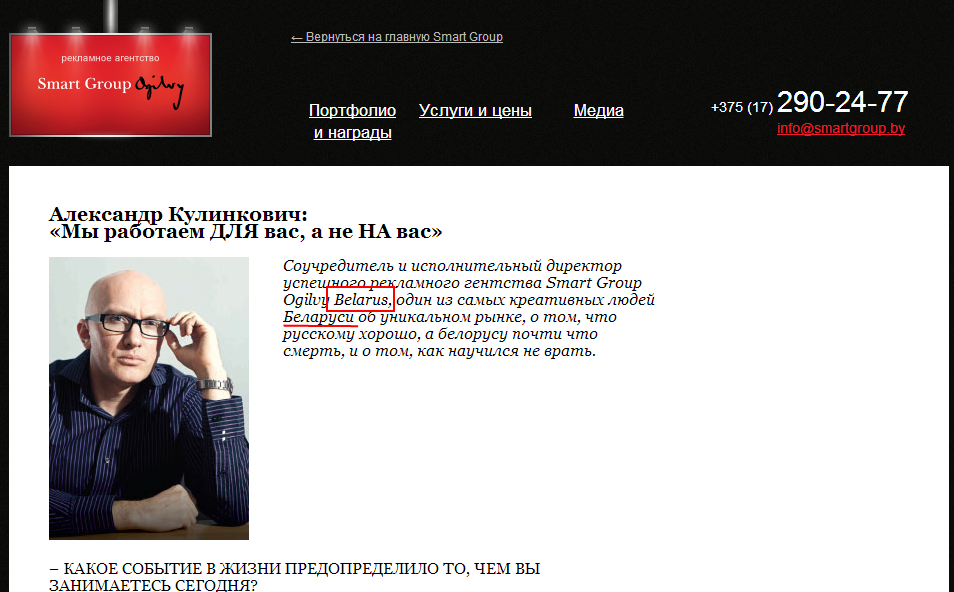 ← Вернуться на главную Smart Group
рекламное агентство
Smart Group Ogilvy
Портфолио
и награды
Услуги и цены
Медиа
+375 (17) 290-24-77
info@smartgroup.by
Александр Кулинкович:
«Мы работаем ДЛЯ вас, а не НА вас»
Соучредитель и исполнительный директор
успешного рекламного гентства Smart Group
Ogilvy Belarus, один из самых креативных людей
Беларуси об уникальном рынке, о том, что
русскому хорошо, а белорусу почти что
смерть, и о том, как научился не врать.
– КАКОЕ СОБЫТИЕ В ЖИЗНИ ПРЕДОПРЕДЕЛИЛО ТО, ЧЕМ ВЫ
ЗАНИМАЕТЕСЬ СЕГОДНЯ?